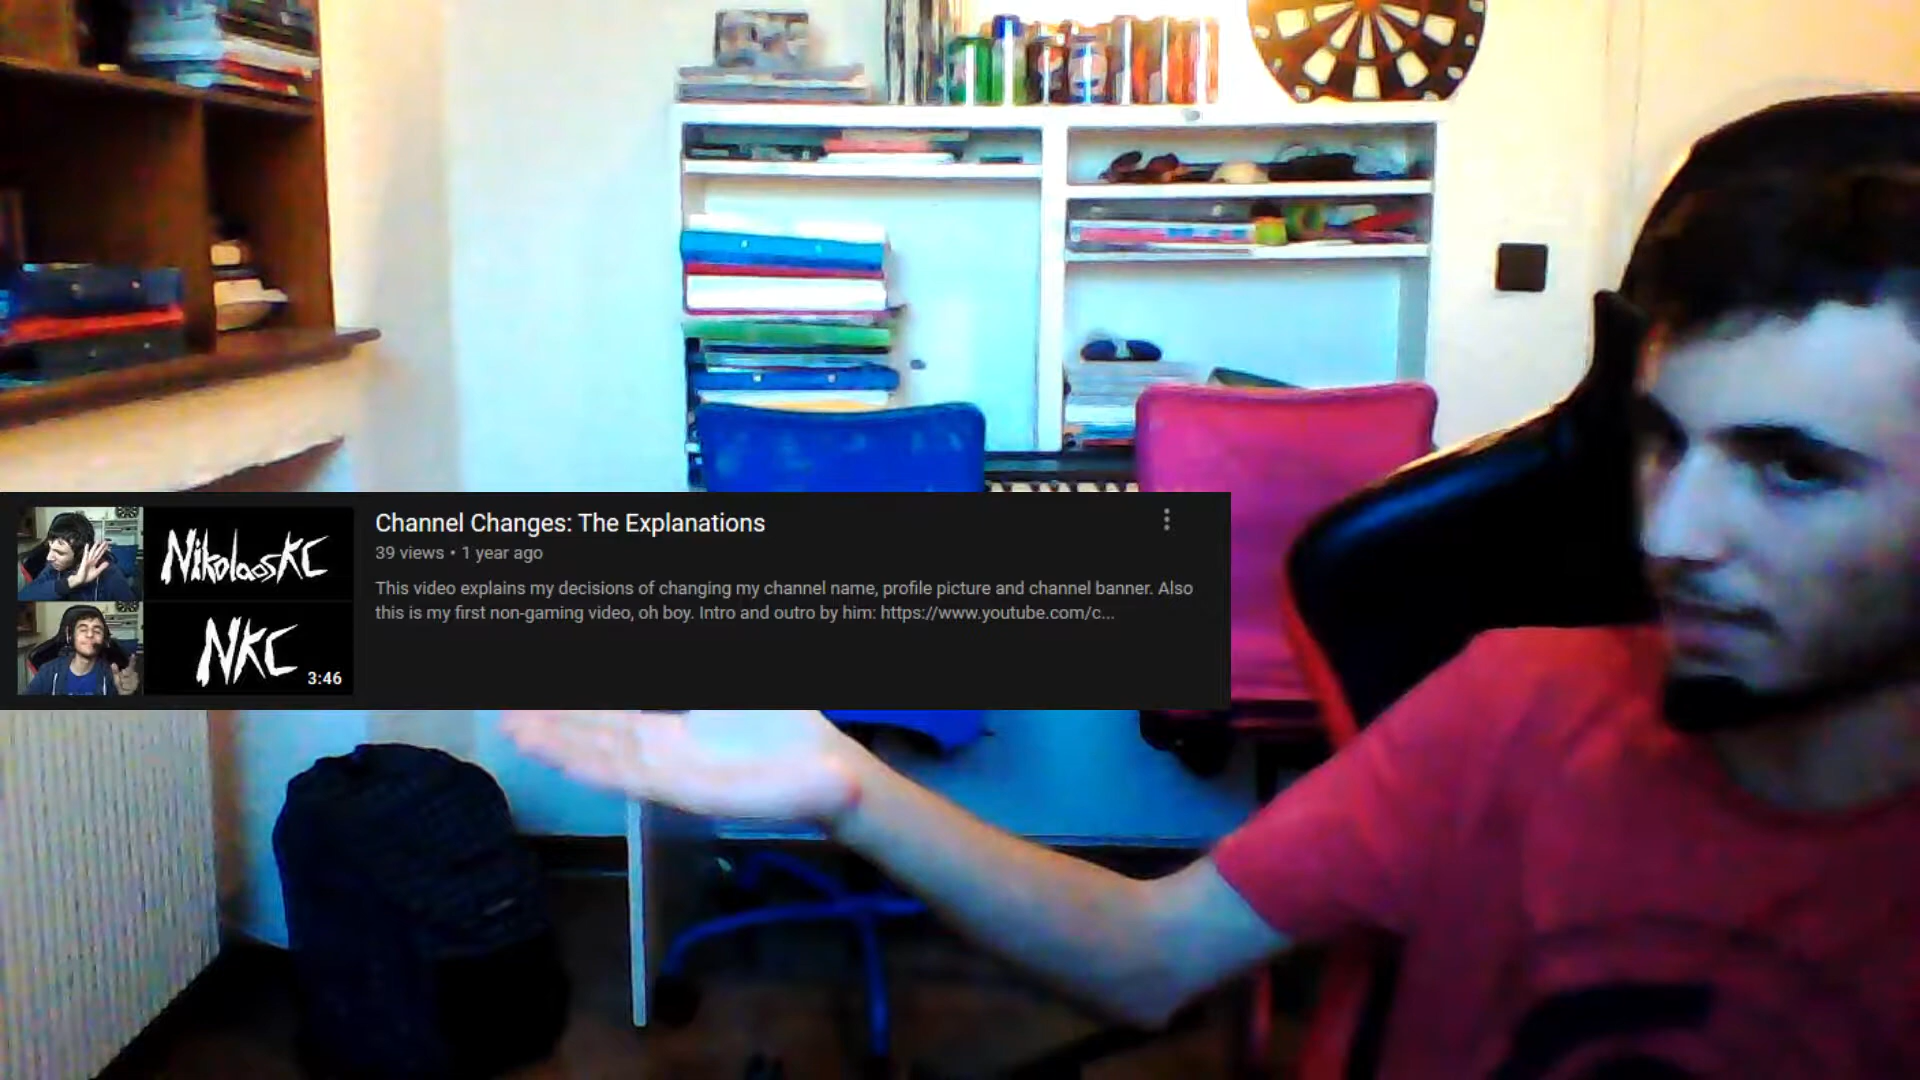 NikolaosKC
NKC
3:46
Channel Changes: The Explanations
39 views • 1 year ago
This video explains my decisions of changing my channel name, profile picture and channel banner. Also
this is my first non-gaming video, oh boy. Intro and outro by him: https://www.youtube.com/c...